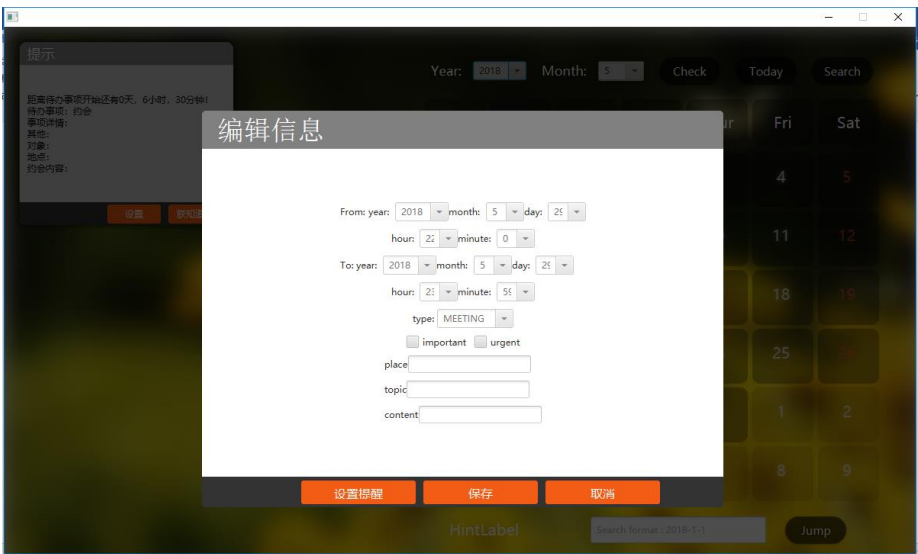 提示
距离待办事项开始还有0天, 6小时, 30分钟!
待办事项: 约会
事项详情:
其他:
对象:
地点:
约会内容:
设置
Year: 2018 Month: 5 Check Today Search
Fri Sat
4 5
11 12
18 19
25
1 2
8 9
编辑信息
From: year: 2018 month: 5 day: 29
hour: 22 minute: 0
To: year: 2018 month: 5 day: 29
hour: 23 minute: 59
type: MEETING
important urgent
place
topic
content
设置提醒 保存 取消
HintLabel Search format : 2018-1-1 Jump